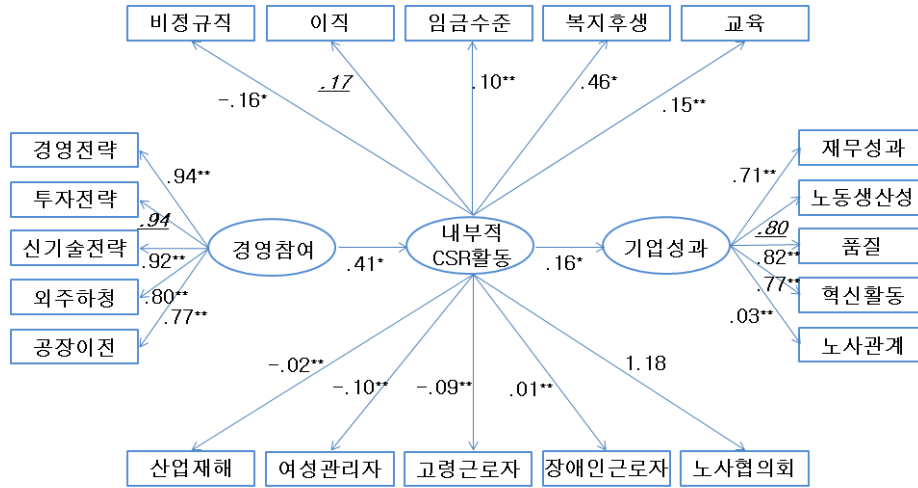 비정규직
이직
임금수준
복지후생
교육
-.16*
.17
.10**
.46*
.15**
경영전략
투자전략
신기술전략
외주하청
공장이전
.94**
.94
.92**
.80**
.77**
경영참여
.41*
내부적
CSR활동
.16*
기업성과
.71**
.80
.82**
.77**
.03**
재무성과
노동생산성
품질
혁신활동
노사관계
-.02**
-.10**
-.09**
.01**
1.18
산업재해
여성관리자
고령근로자
장애인근로자
노사협의회